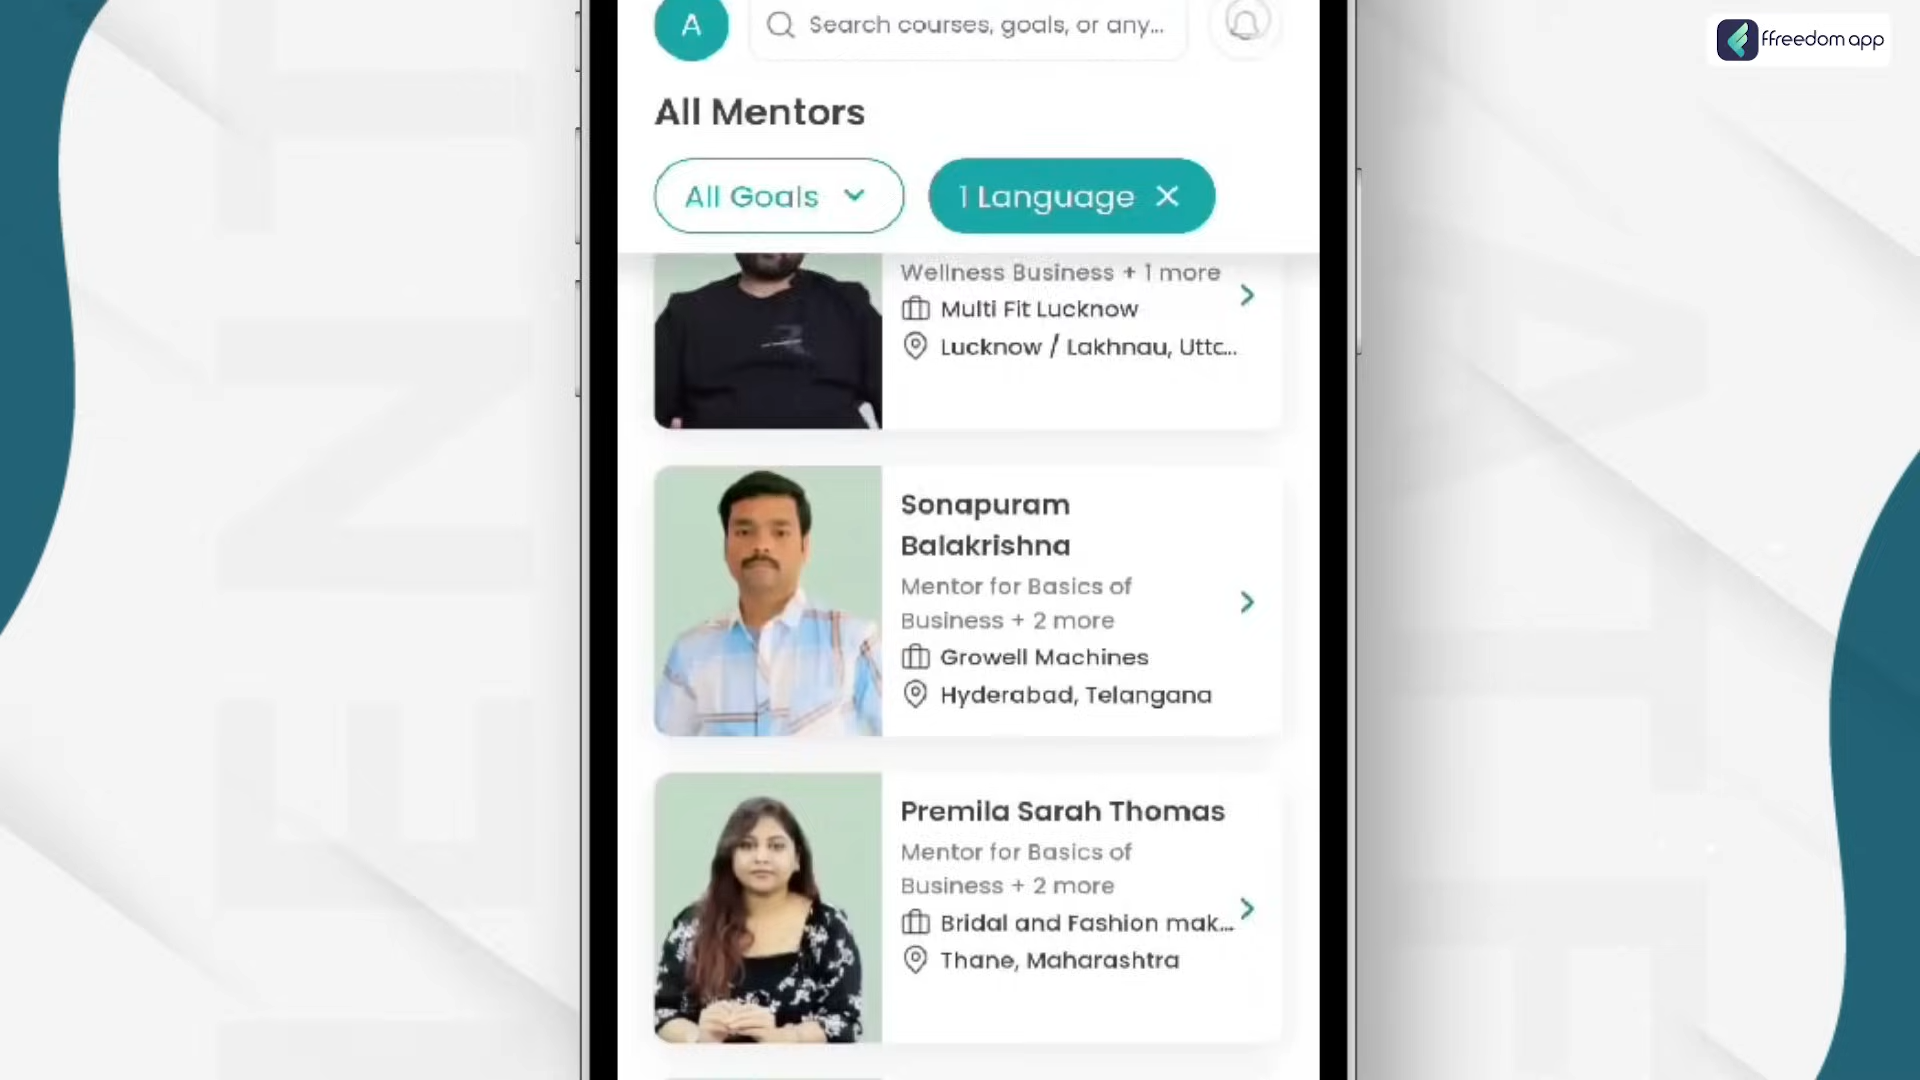 A
Search courses, goals, or any...
ffreedom app
All Mentors
All Goals
1 Language
Wellness Business + 1 more
Multi Fit Lucknow
Lucknow / Lakhnau, Utta...
Sonapuram
Balakrishna
Mentor for Basics of
Business + 2 more
Growell Machines
Hyderabad, Telangana
Premila Sarah Thomas
Mentor for Basics of
Business + 2 more
Bridal and Fashion mak...
Thane, Maharashtra